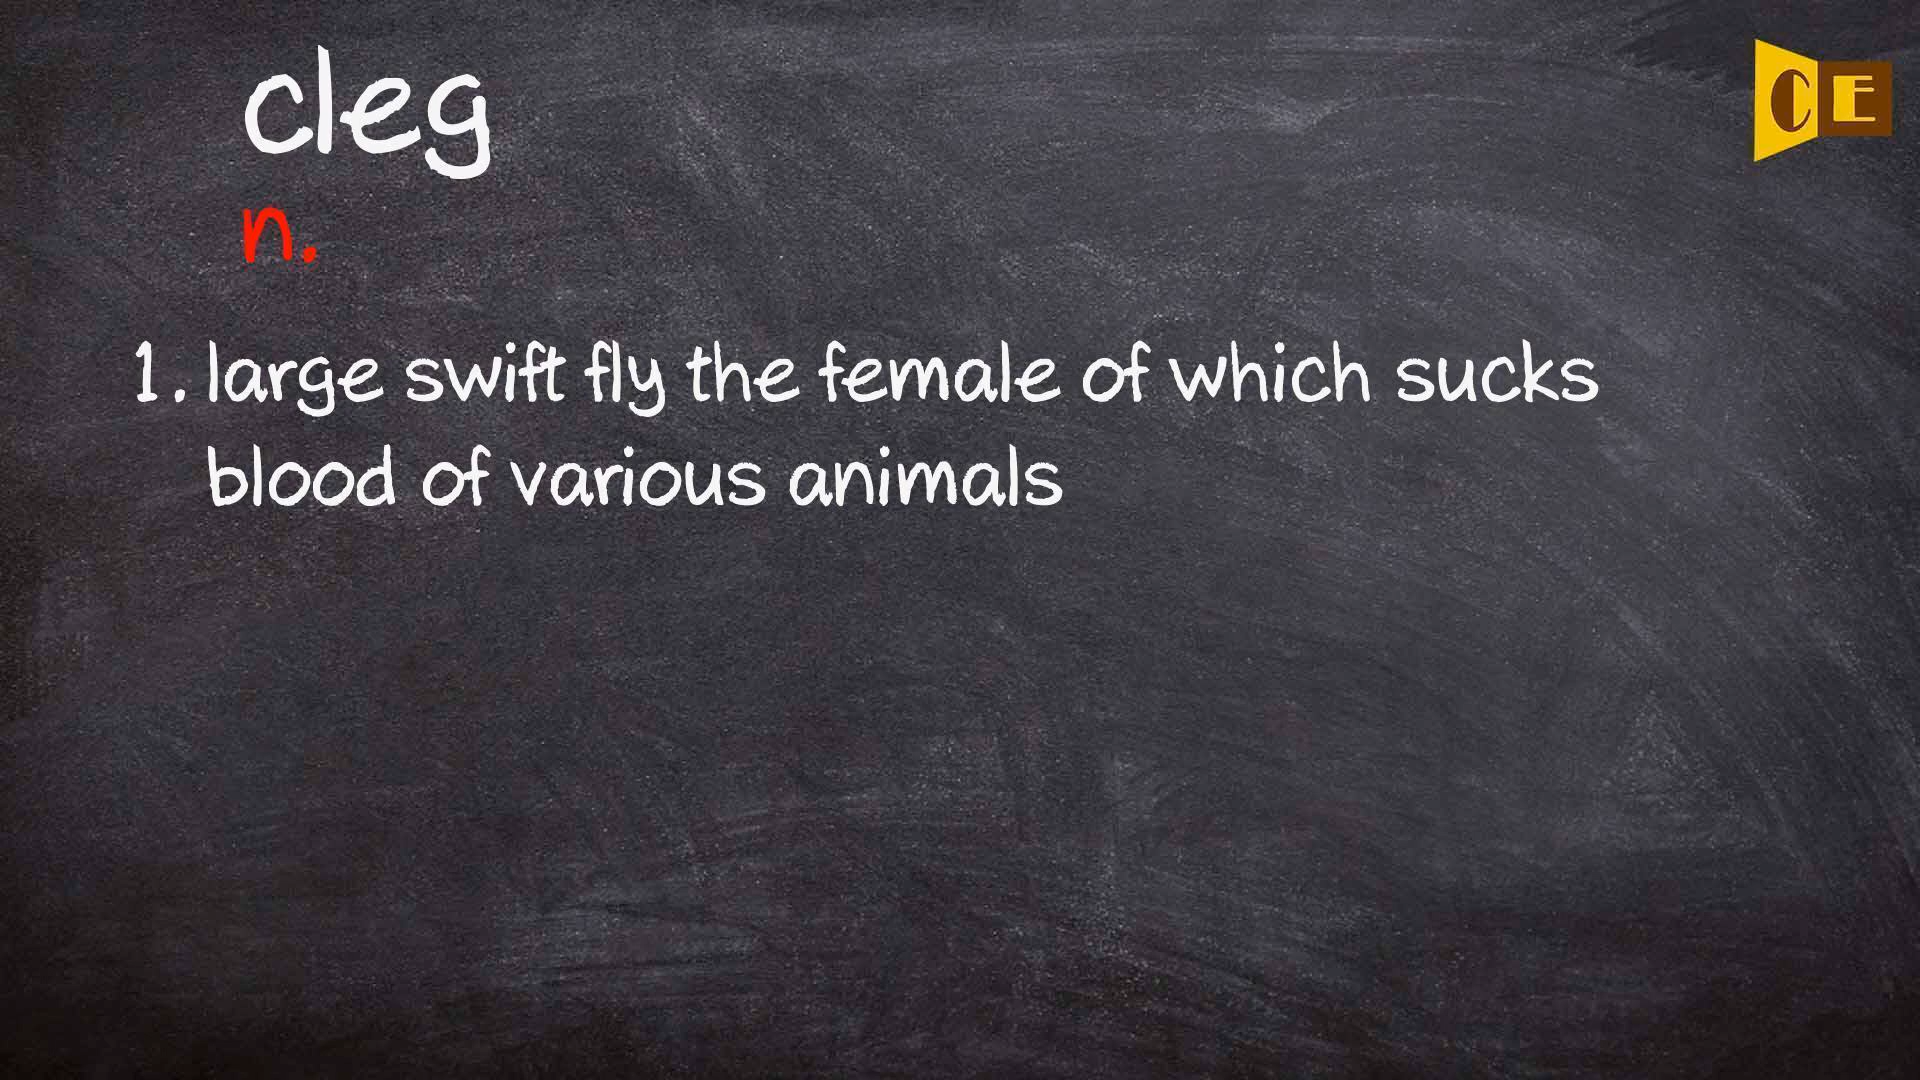 cleg
CE
n.
1. large swift fly the female of which sucks
blood of various animals